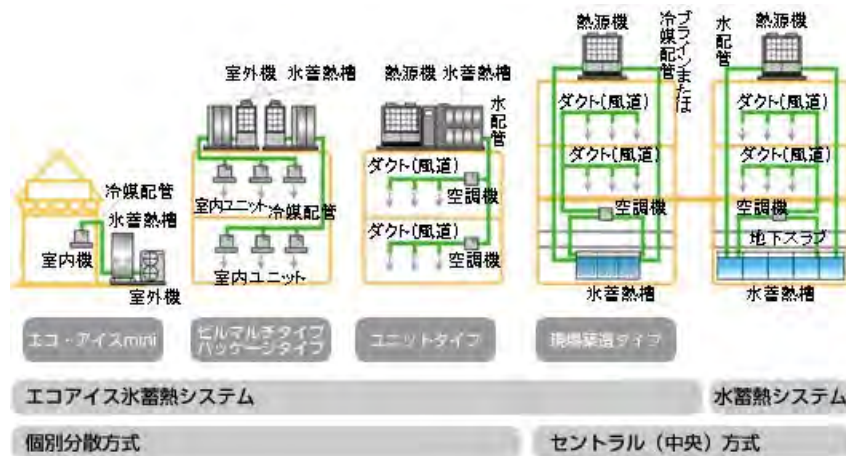 冷媒配管
氷蓄熱槽
室内機
室外機
室外機 氷蓄熱槽
室内ユニット
冷媒配管
室内ユニット
熱源機 氷蓄熱槽
水配管
ダクト(風道)
空調機
ダクト(風道)
空調機
熱源機
ブラインまたは
冷媒配管
ダクト(風道)
ダクト(風道)
空調機
氷蓄熱槽
水配管
熱源機
ダクト(風道)
ダクト(風道)
空調機
地下スラブ
水蓄熱槽
エコ・アイスmini
ビルマルチタイプ
パッケージタイプ
ユニットタイプ
現場築造タイプ
エコアイス氷蓄熱システム
水蓄熱システム
個別分散方式
セントラル（中央）方式